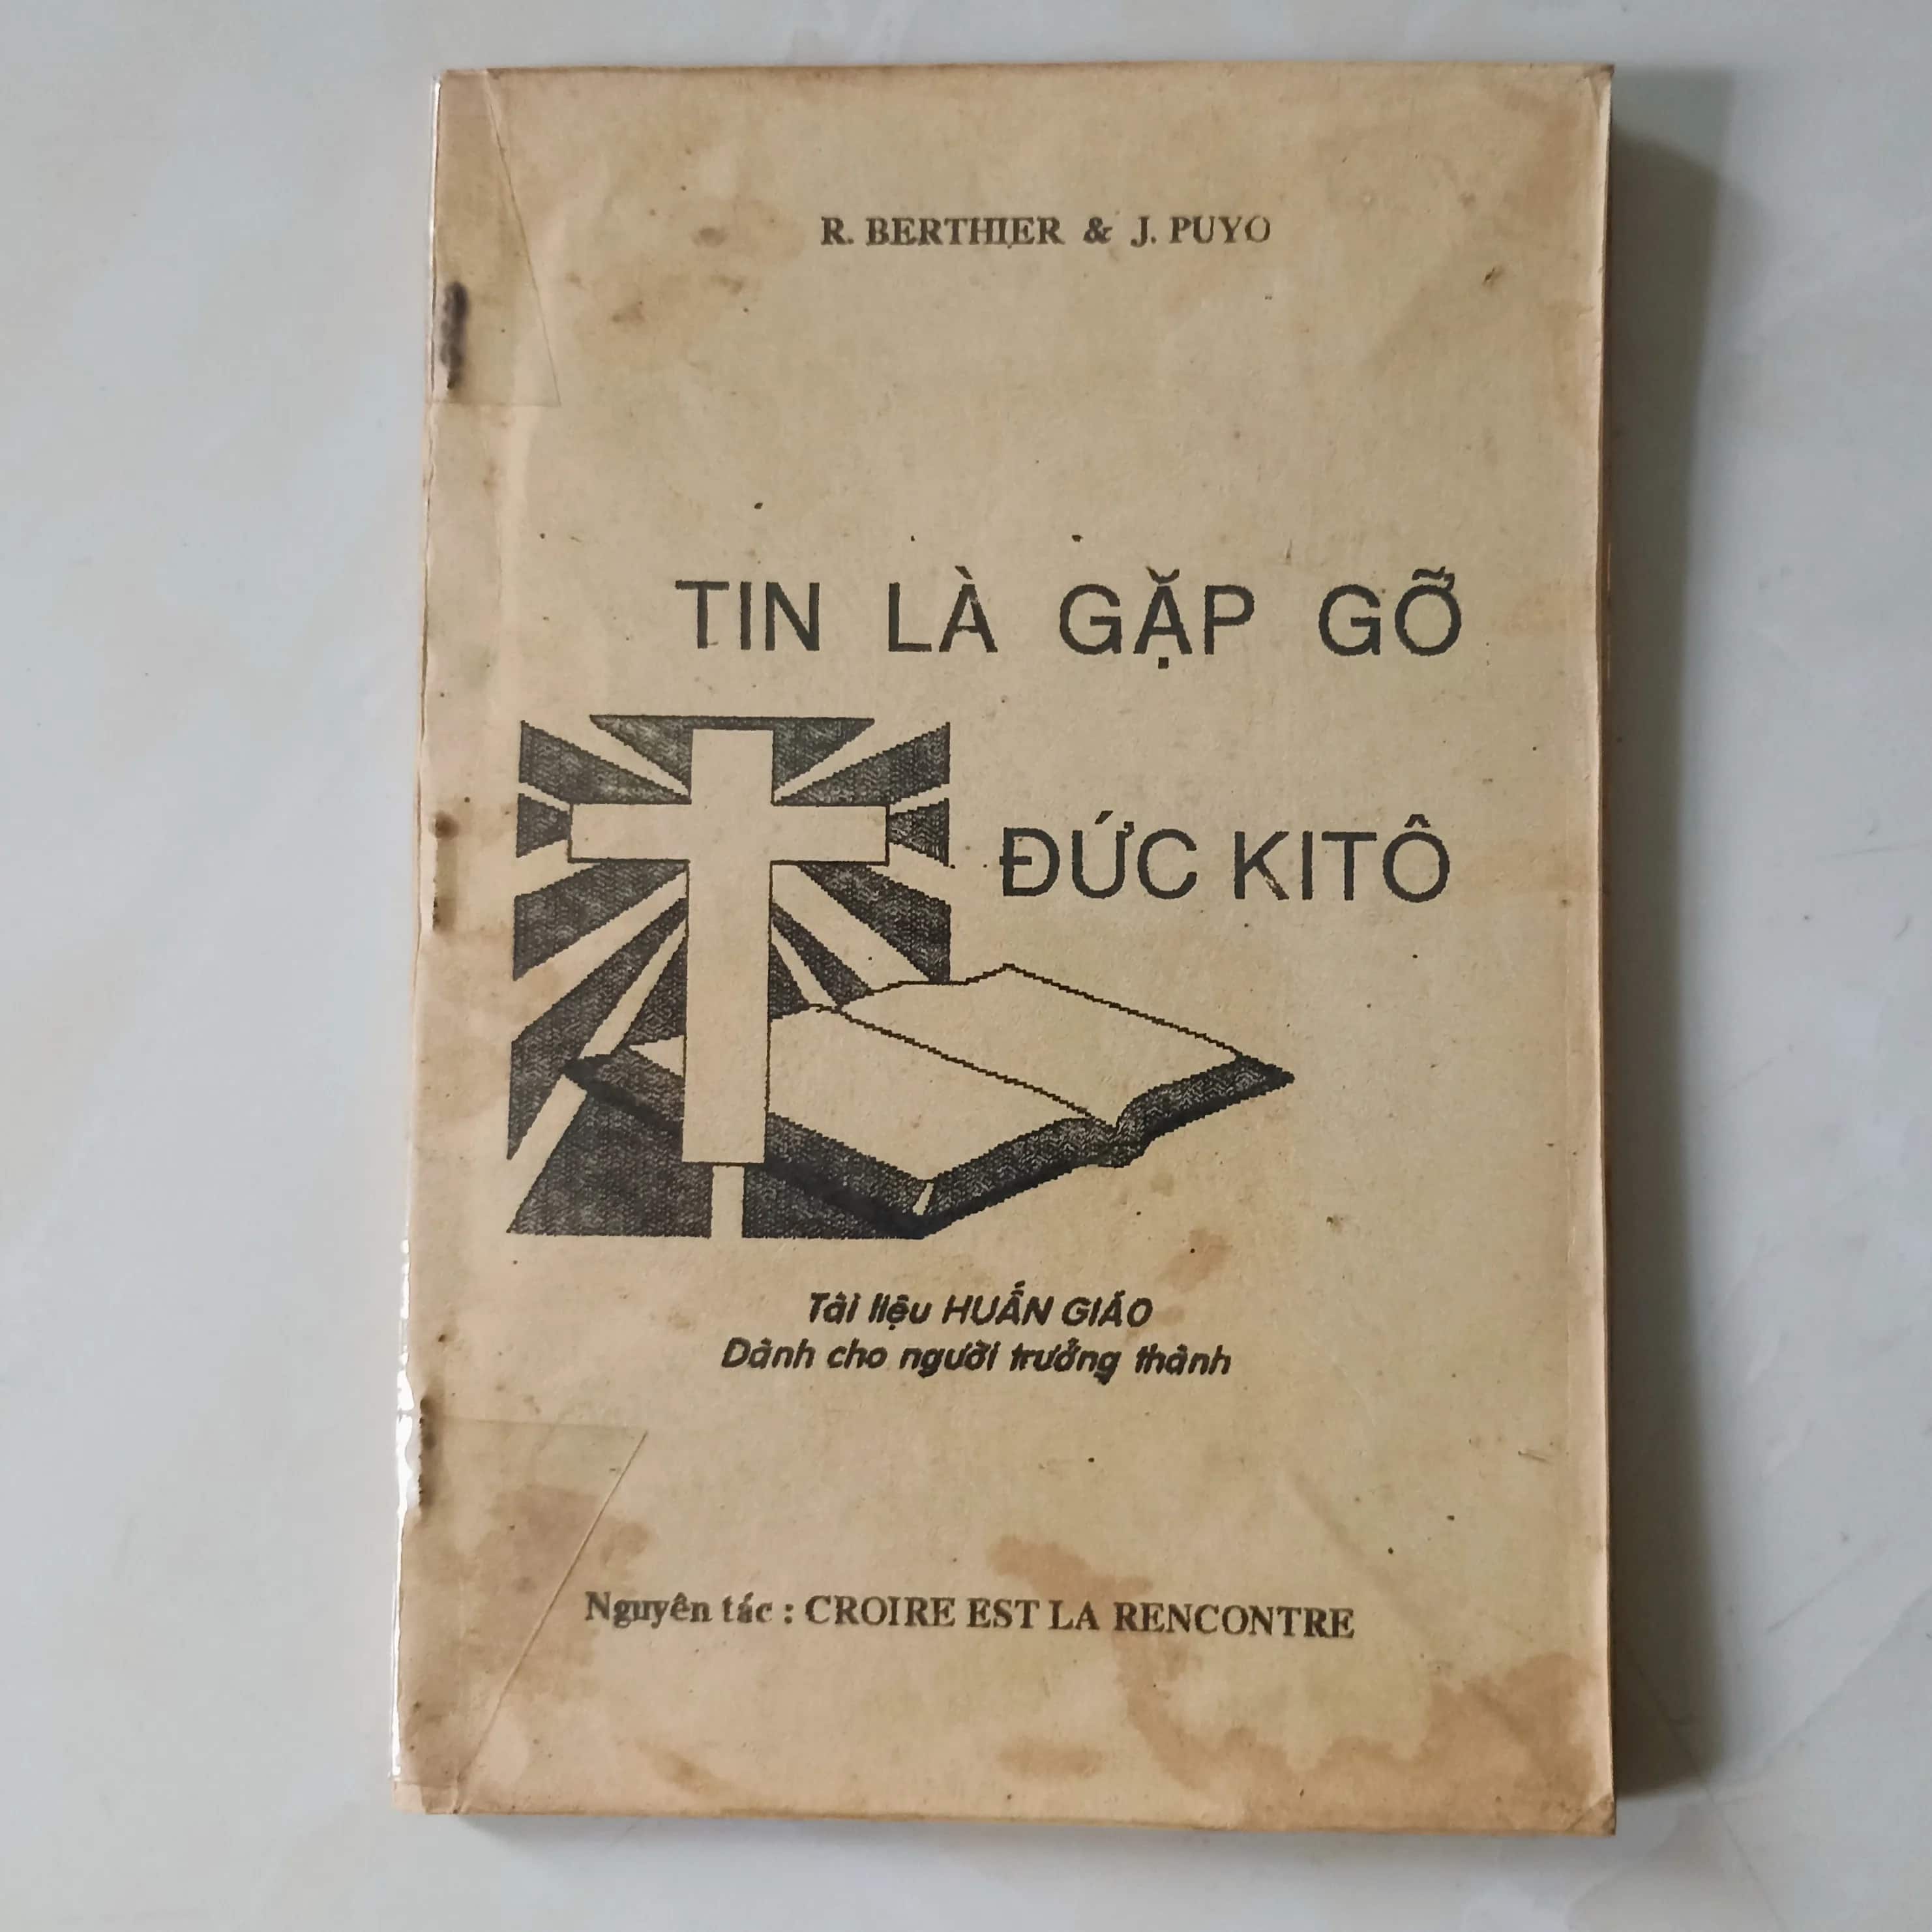 R. BERTHIER & J. PUYO
TIN LÀ GẶP GỠ
ĐỨC KITÔ
Tài liệu HUẤN GIÁO
Dành cho người trưởng thành
Nguyên tác : CROIRE EST LA RENCONTRE